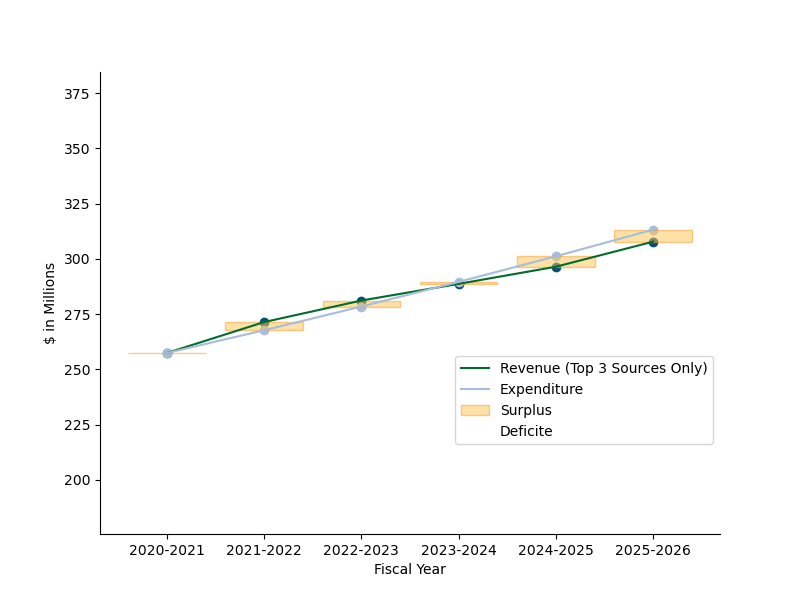 375
350
325
300
275
250
225
200
$ in Millions
Revenue (Top 3 Sources Only)
Expenditure
Surplus
Deficite
2020-2021 2021-2022 2022-2023 2023-2024 2024-2025 2025-2026
Fiscal Year